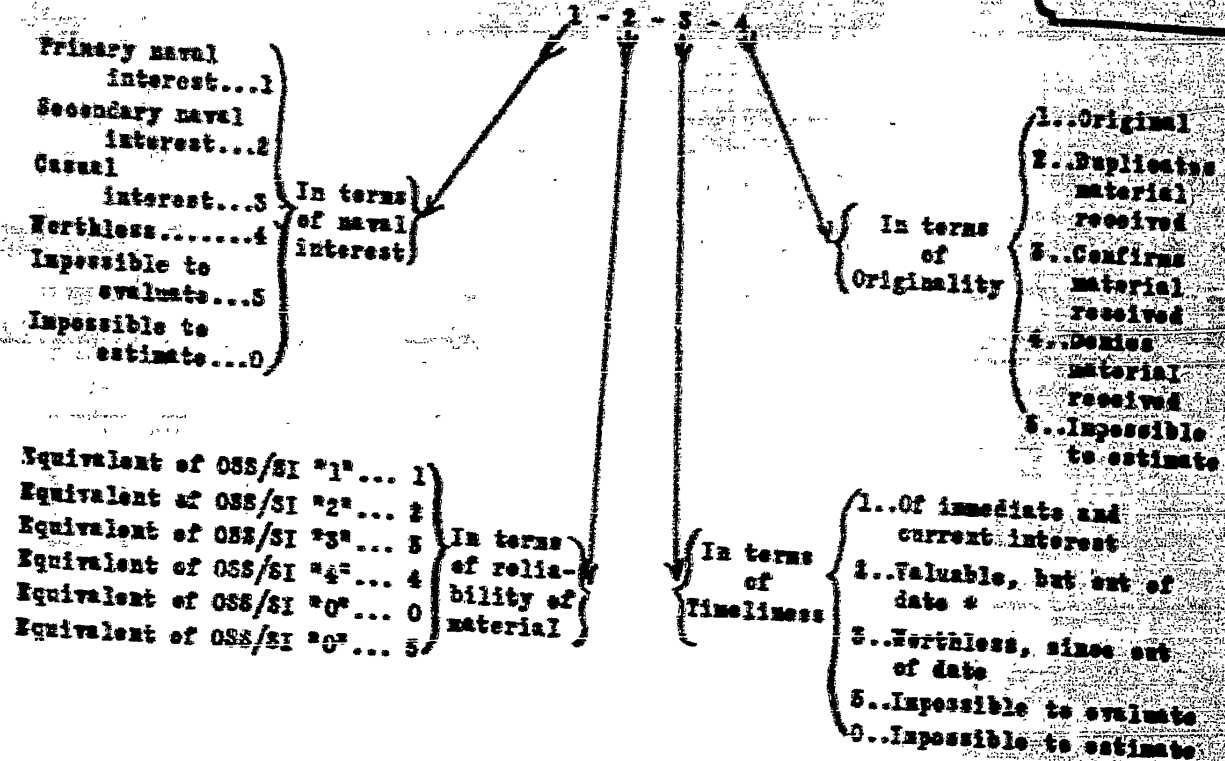 1 - 2 - 3 - 4
Primary naval
interest...1
Secondary naval
interest...2
Casual
interest...3
Worthless.......4
Impossible to
evaluate...5
Impossible to
estimate...0
In terms
of naval
interest
In terms
of
Originality
1..Original
2..Duplicates
material
received
3..Confirms
material
received
4..Denies
material
received
5..Impossible
to estimate
Equivalent of OSS/SI "1"... 1
Equivalent of OSS/SI "2"... 2
Equivalent of OSS/SI "3"... 3
Equivalent of OSS/SI "4"... 4
Equivalent of OSS/SI "0"... 0
Equivalent of OSS/SI "0"... 5
In terms
of relia-
bility of
material
In terms
of
Timeliness
1..Of immediate and
current interest
2..Valuable, but out of
date *
3..Worthless, since out
of date
5..Impossible to evaluate
0..Impossible to estimate